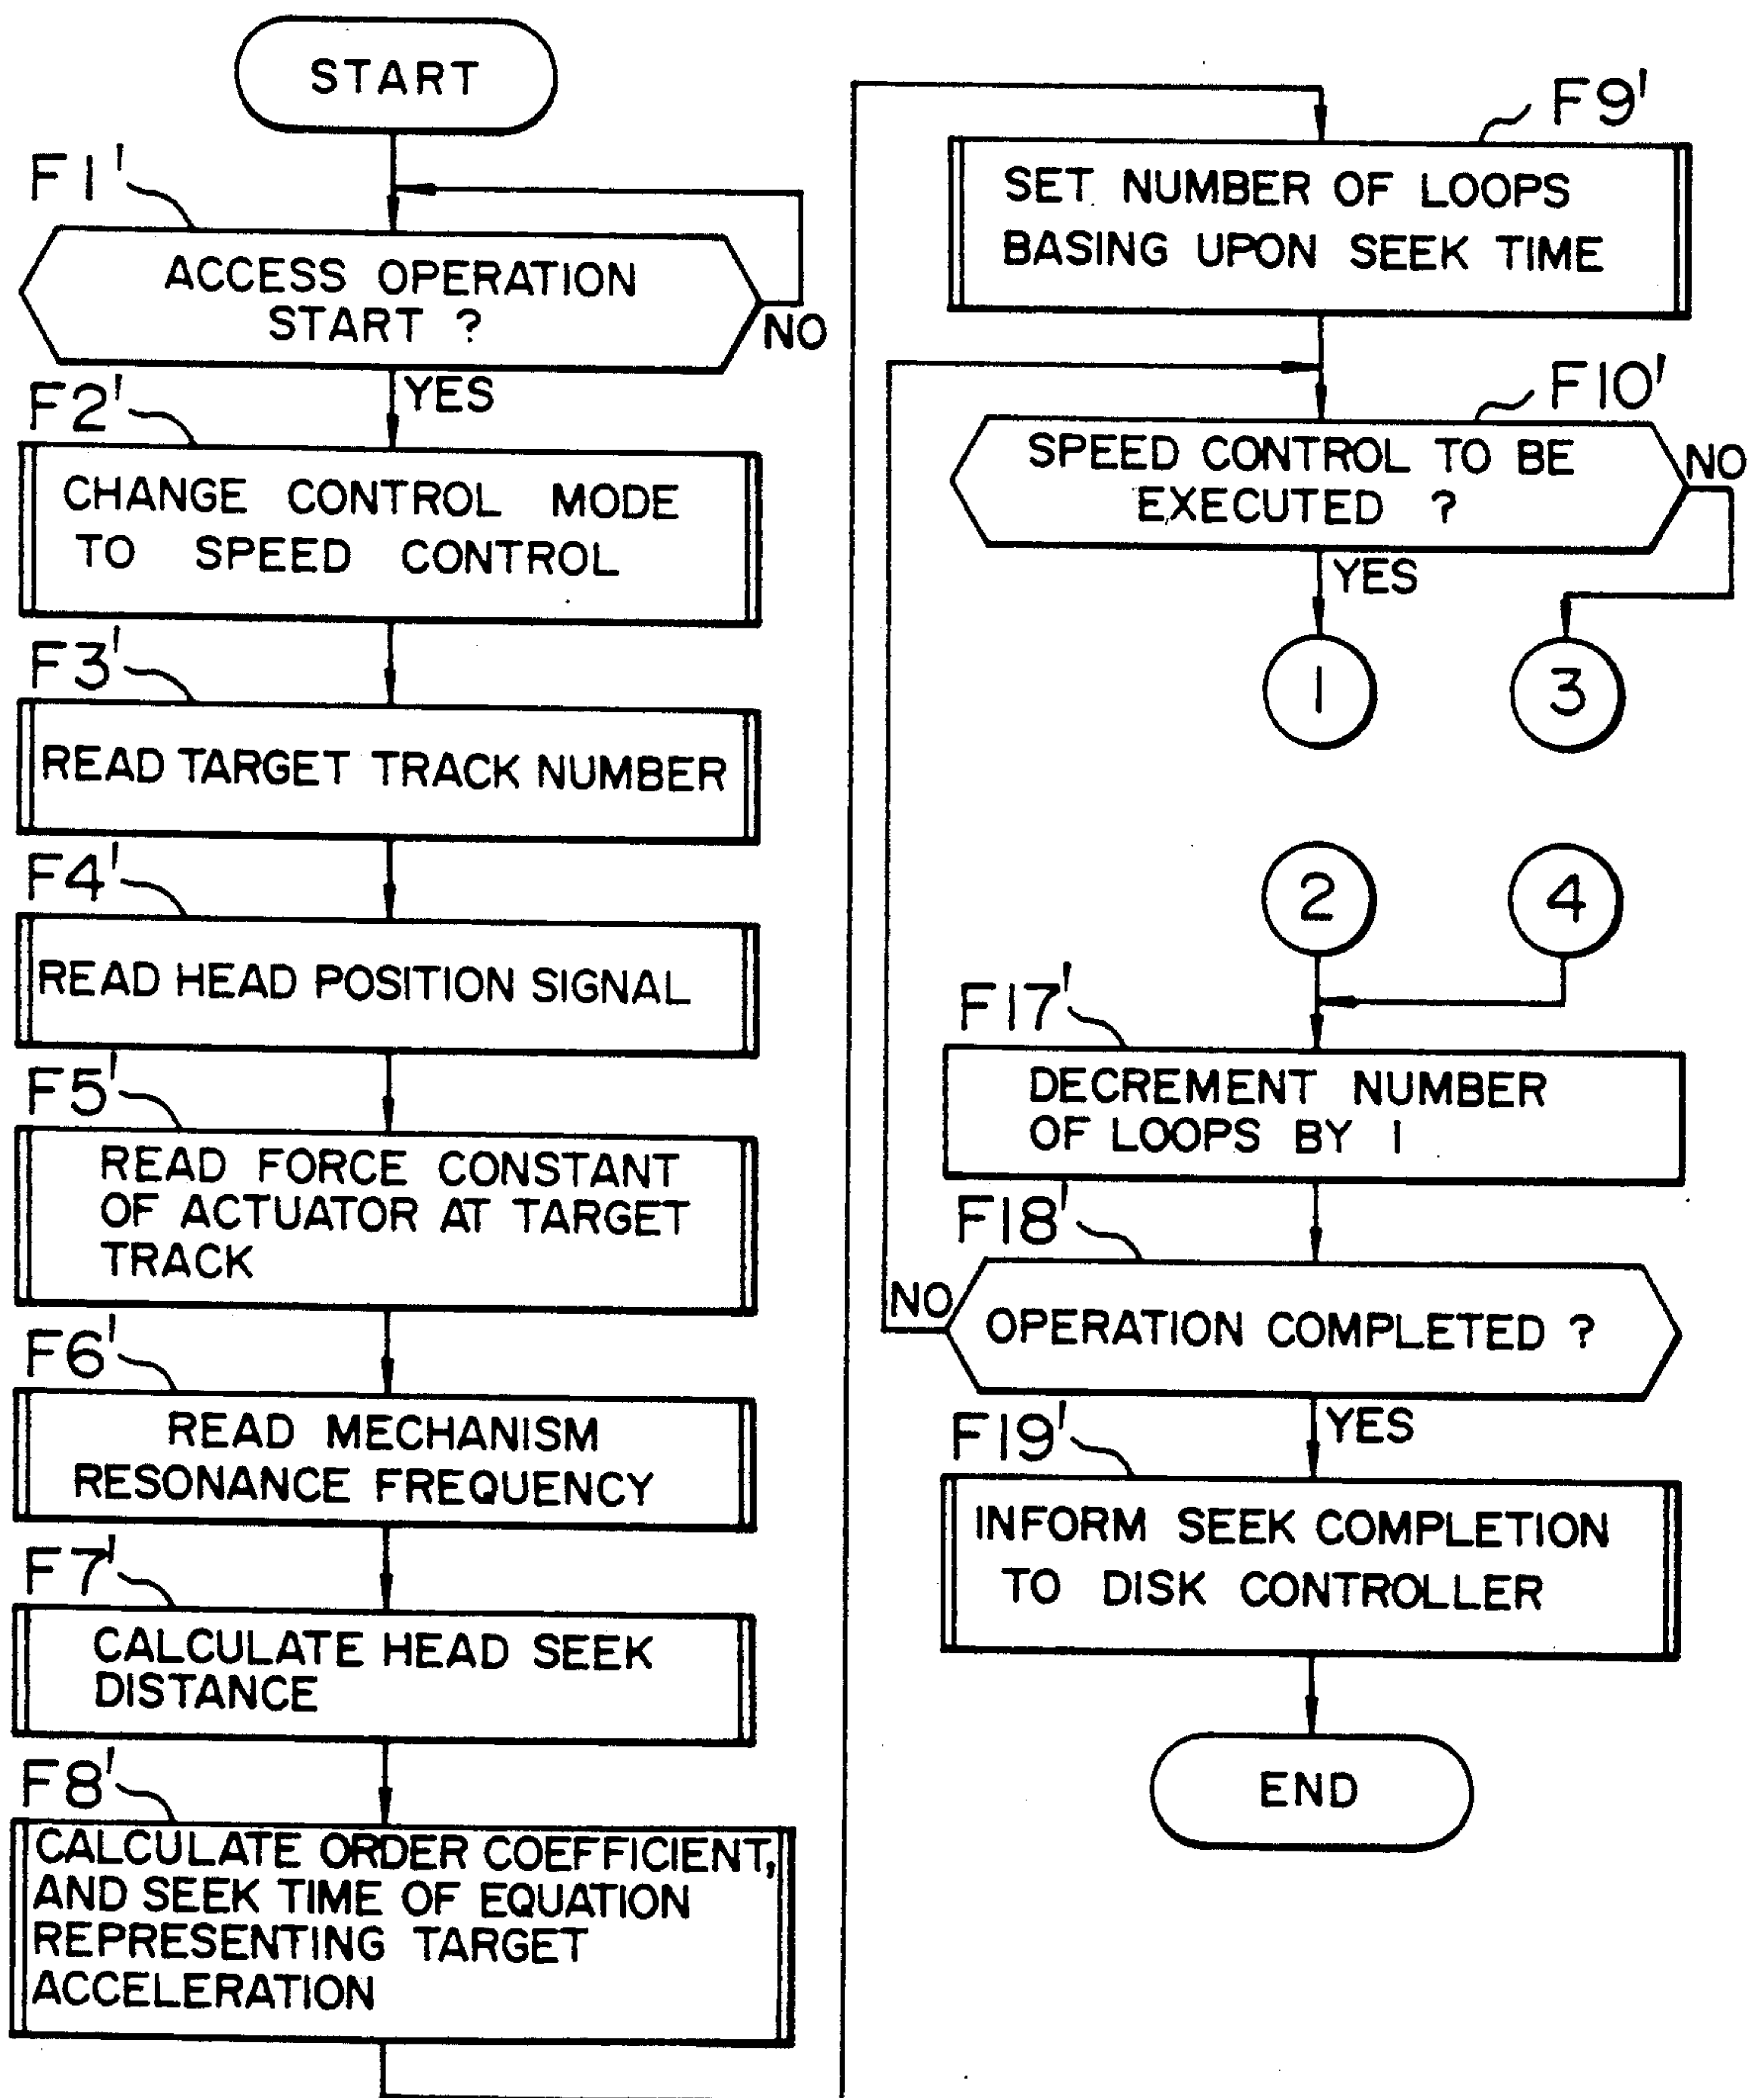 START
F1'
ACCESS OPERATION
START ?
NO
YES
F2'
CHANGE CONTROL MODE
TO SPEED CONTROL
F3'
READ TARGET TRACK NUMBER
F4'
READ HEAD POSITION SIGNAL
F5'
READ FORCE CONSTANT
OF ACTUATOR AT TARGET
TRACK
F6'
READ MECHANISM
RESONANCE FREQUENCY
F7'
CALCULATE HEAD SEEK
DISTANCE
F8'
CALCULATE ORDER COEFFICIENT,
AND SEEK TIME OF EQUATION
REPRESENTING TARGET
ACCELERATION
F9'
SET NUMBER OF LOOPS
BASING UPON SEEK TIME
F10'
SPEED CONTROL TO BE
EXECUTED ?
NO
YES
1
3
2
4
F17'
DECREMENT NUMBER
OF LOOPS BY 1
F18'
NO
OPERATION COMPLETED ?
YES
F19'
INFORM SEEK COMPLETION
TO DISK CONTROLLER
END